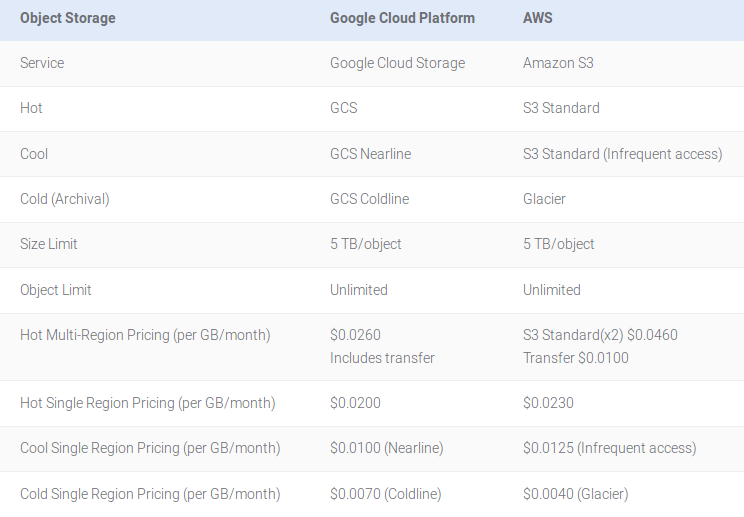 Object Storage Google Cloud Platform AWS
Service Google Cloud Storage Amazon S3
Hot GCS S3 Standard
Cool GCS Nearline S3 Standard (Infrequent access)
Cold (Archival) GCS Coldline Glacier
Size Limit 5 TB/object 5 TB/object
Object Limit Unlimited Unlimited
Hot Multi-Region Pricing (per GB/month) $0.0260 S3 Standard(x2) $0.0460
Includes transfer Transfer $0.0100
Hot Single Region Pricing (per GB/month) $0.0200 $0.0230
Cool Single Region Pricing (per GB/month) $0.0100 (Nearline) $0.0125 (Infrequent access)
Cold Single Region Pricing (per GB/month) $0.0070 (Coldline) $0.0040 (Glacier)